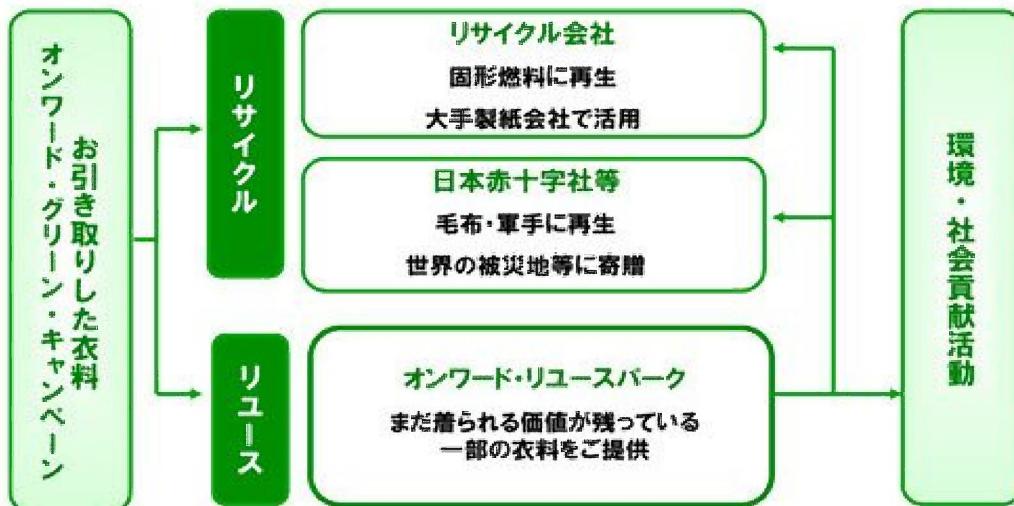 オンワード・グリーン・キャンペーン
お引き取りした衣料
リサイクル
リサイクル会社
固形燃料に再生
大手製紙会社で活用
日本赤十字社等
毛布・軍手に再生
世界の被災地等に寄贈
リユース
オンワード・リユースパーク
まだ着られる価値が残っている
一部の衣料をご提供
環境・社会貢献活動